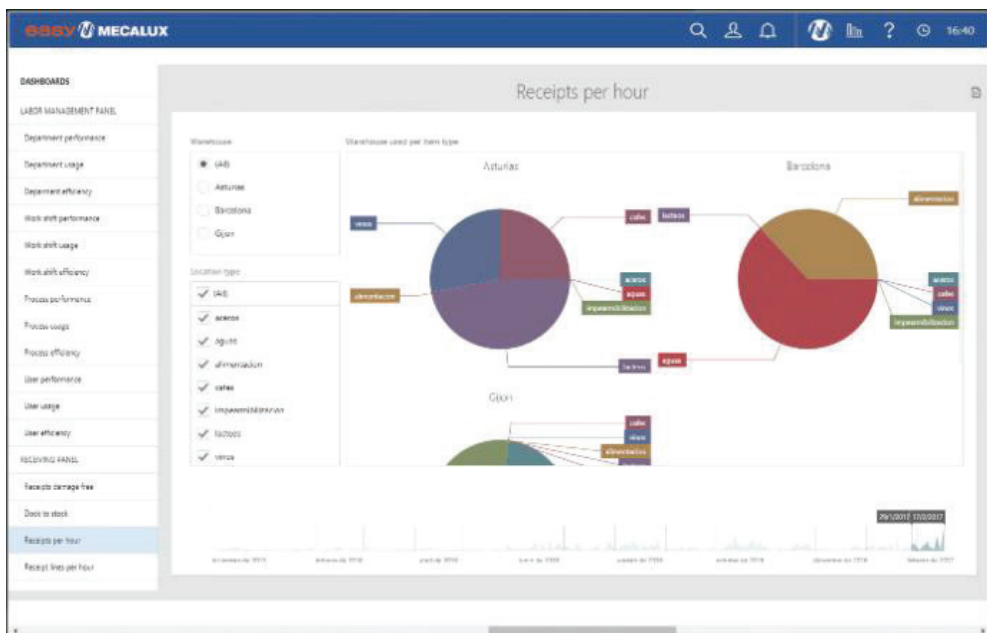 easy MECALUX
16:40
DASHBOARDS
LABOR MANAGEMENT PANEL
Department performance
Department usage
Deparment efficiency
Work shift performance
Work shift usage
Work shift efficiency
Process performance
Process usage
Process efficiency
User performance
User usage
User efficiency
RECEIVING PANEL
Receipts damage free
Dock to stock
Receipts per hour
Receipt lines per hour
Receipts per hour
Warehouse
(All)
Asturias
Barcelona
Gijon
Location type
(All)
aceros
aguas
alimentacion
cafes
impearmibilizacion
lacteos
vinos
Warehouse used per item type
Asturias
vinos
alimentacion
cafes
aceros
aguas
impearmibilizacion
lacteos
Barcelona
lacteos
aguas
alimentacion
aceros
cafes
vinos
impearmibilizacion
Gijon
cafes
vinos
alimentacion
29/1/2017 17/2/2017